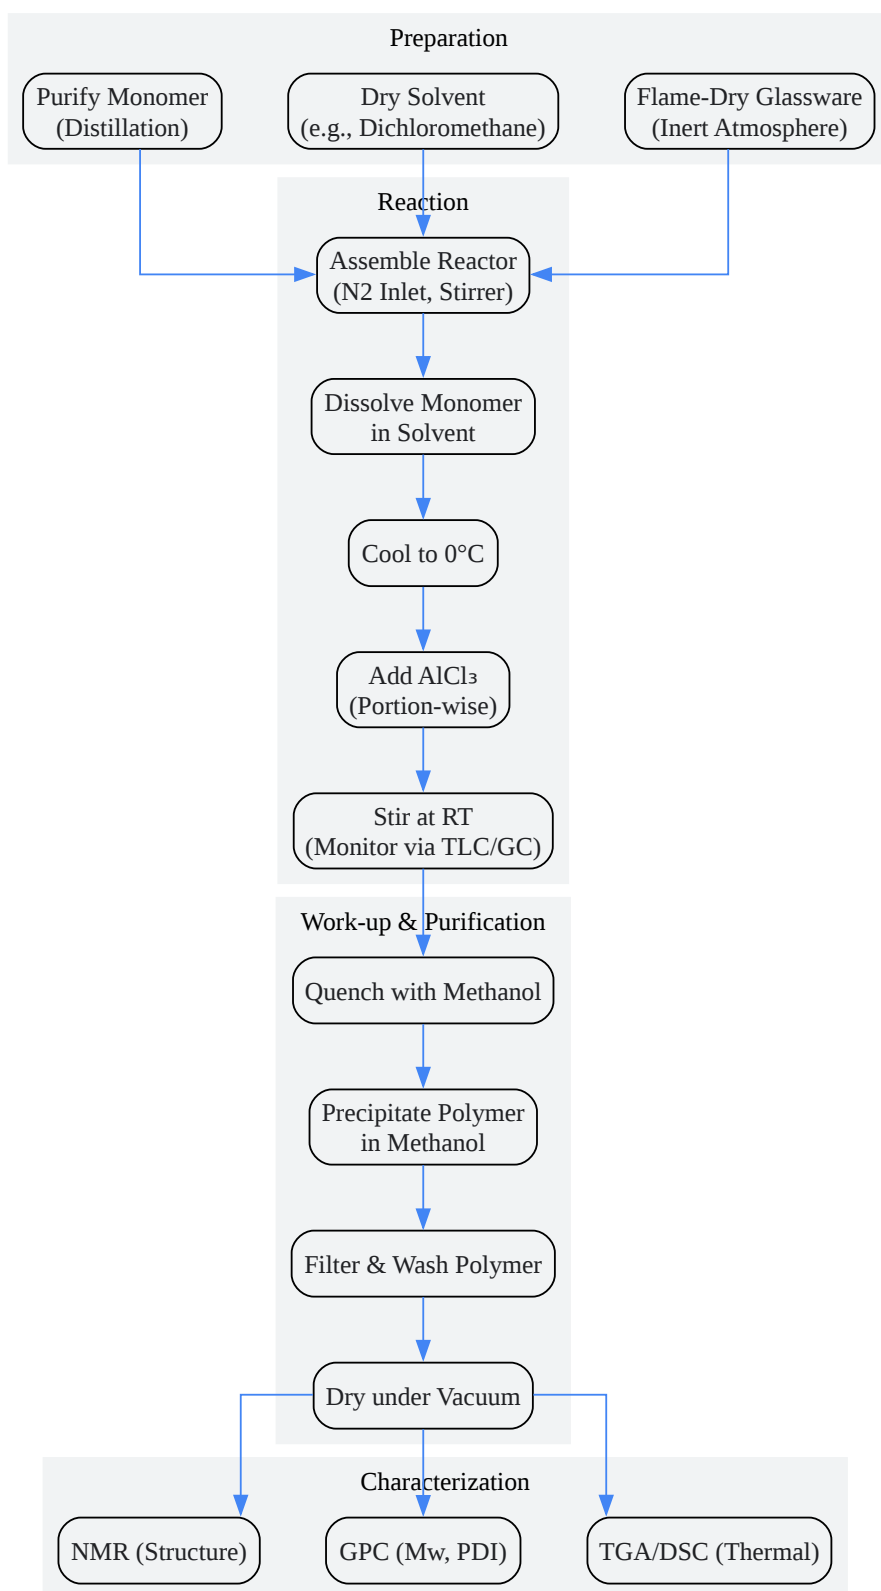 Preparation
Purify Monomer
(Distillation)
Dry Solvent
(e.g., Dichloromethane)
Flame-Dry Glassware
(Inert Atmosphere)
Reaction
Assemble Reactor
(N2 Inlet, Stirrer)
Dissolve Monomer
in Solvent
Cool to 0°C
Add AlCl₃
(Portion-wise)
Stir at RT
(Monitor via TLC/GC)
Work-up & Purification
Quench with Methanol
Precipitate Polymer
in Methanol
Filter & Wash Polymer
Dry under Vacuum
Characterization
NMR (Structure)
GPC (Mw, PDI)
TGA/DSC (Thermal)